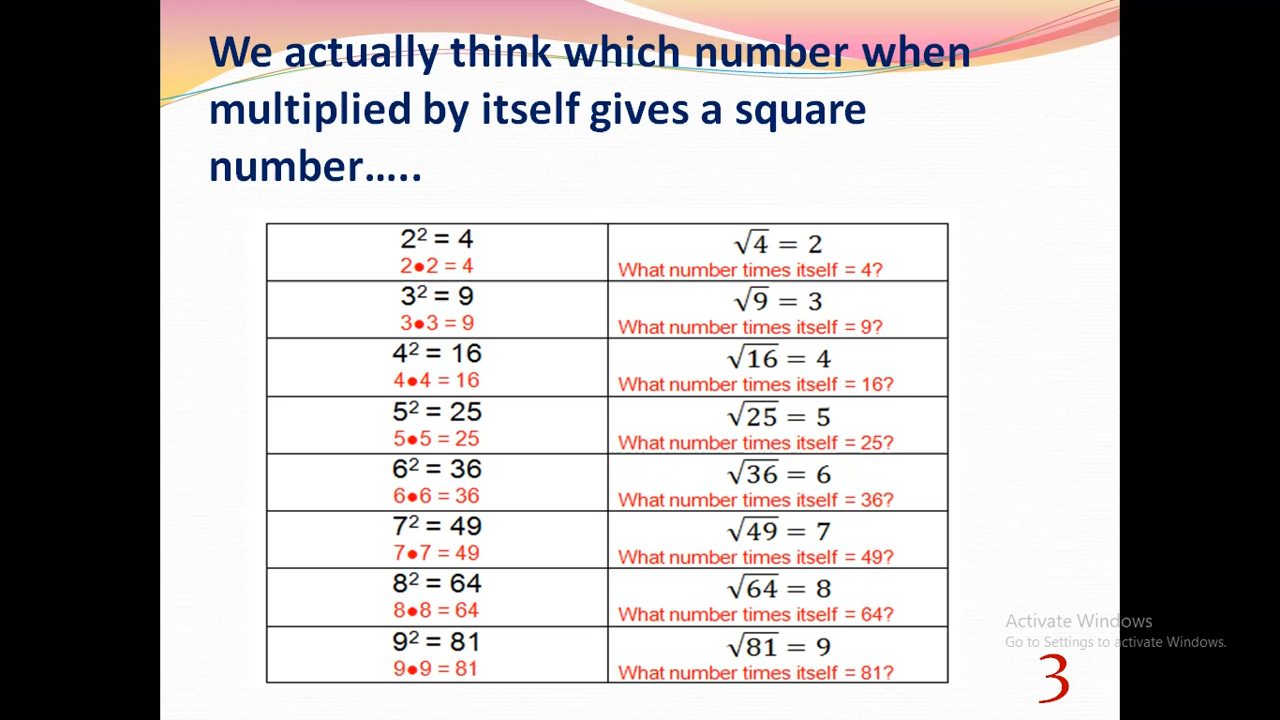 We actually think which number when
multiplied by itself gives a square
number…..
2² = 4
2●2 = 4
√4 = 2
What number times itself = 4?
3² = 9
3●3 = 9
√9 = 3
What number times itself = 9?
4² = 16
4●4 = 16
√16 = 4
What number times itself = 16?
5² = 25
5●5 = 25
√25 = 5
What number times itself = 25?
6² = 36
6●6 = 36
√36 = 6
What number times itself = 36?
7² = 49
7●7 = 49
√49 = 7
What number times itself = 49?
8² = 64
8●8 = 64
√64 = 8
What number times itself = 64?
9² = 81
9●9 = 81
√81 = 9
What number times itself = 81?
Activate Windows
Go to Settings to activate Windows.
3